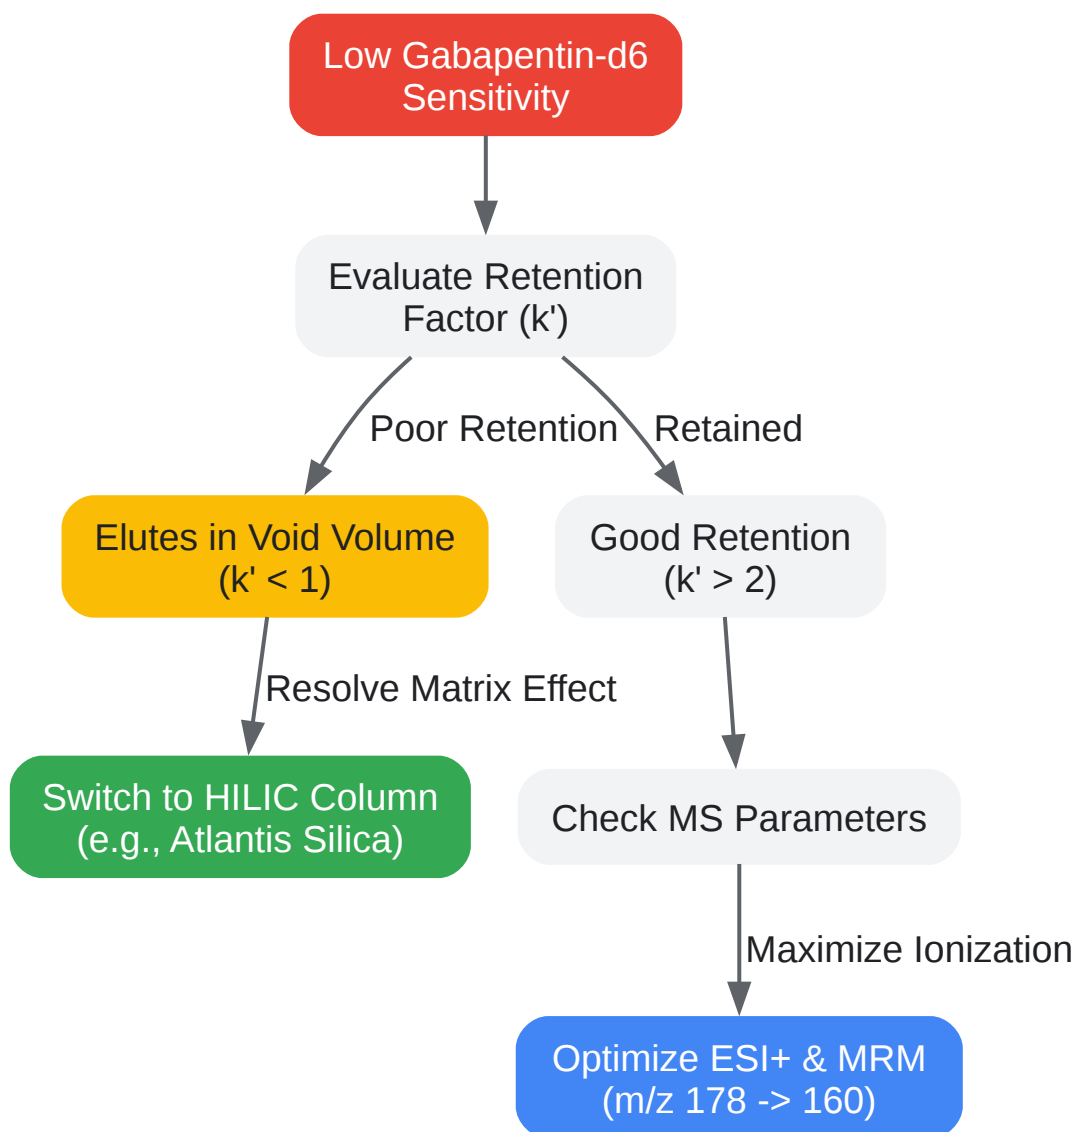 Low Gabapentin-d6
Sensitivity
Evaluate Retention
Factor (k')
Poor Retention
Retained
Elutes in Void Volume
(k' < 1)
Good Retention
(k' > 2)
Resolve Matrix Effect
Switch to HILIC Column
(e.g., Atlantis Silica)
Check MS Parameters
Maximize Ionization
Optimize ESI+ & MRM
(m/z 178 -> 160)